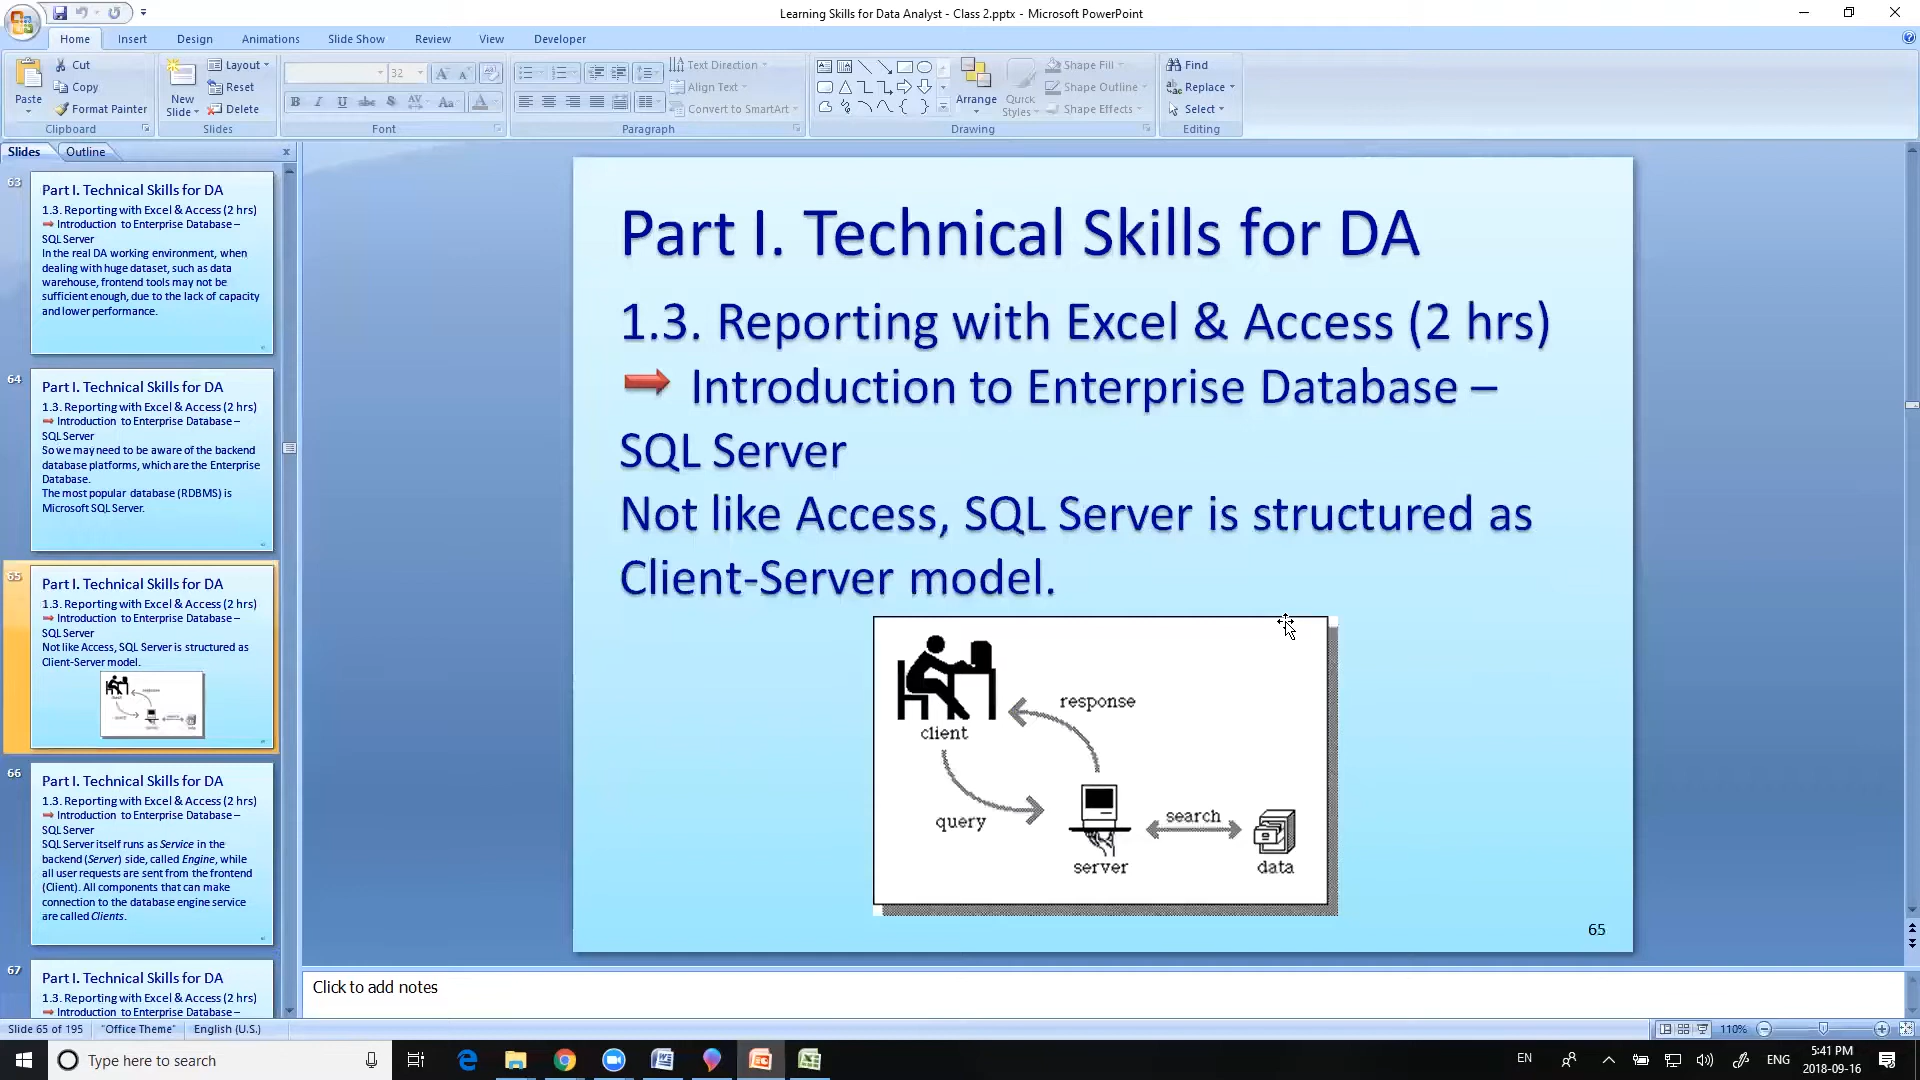 Learning Skills for Data Analyst - Class 2.pptx - Microsoft PowerPoint
Home Insert Design Animations Slide Show Review View Developer
Paste
Cut
Copy
Format Painter
Clipboard
New Slide
Layout
Reset
Delete
Slides
32
Font
Text Direction
Align Text
Convert to SmartArt
Paragraph
Arrange
Quick Styles
Shape Fill
Shape Outline
Shape Effects
Drawing
Find
Replace
Select
Editing
Slides Outline
63
Part I. Technical Skills for DA
1.3. Reporting with Excel & Access (2 hrs)
Introduction to Enterprise Database –
SQL Server
In the real DA working environment, when
dealing with huge dataset, such as data
warehouse, frontend tools may not be
sufficient enough, due to the lack of capacity
and lower performance.
64
Part I. Technical Skills for DA
1.3. Reporting with Excel & Access (2 hrs)
Introduction to Enterprise Database –
SQL Server
So we may need to be aware of the backend
database platforms, which are the Enterprise
Database.
The most popular database (RDBMS) is
Microsoft SQL Server.
65
Part I. Technical Skills for DA
1.3. Reporting with Excel & Access (2 hrs)
Introduction to Enterprise Database –
SQL Server
Not like Access, SQL Server is structured as
Client-Server model.
66
Part I. Technical Skills for DA
1.3. Reporting with Excel & Access (2 hrs)
Introduction to Enterprise Database –
SQL Server
SQL Server itself runs as Service in the
backend (Server) side, called Engine, while
all user requests are sent from the frontend
(Client). All components that can make
connection to the database engine service
are called Clients.
67
Part I. Technical Skills for DA
1.3. Reporting with Excel & Access (2 hrs)
Introduction to Enterprise Database –
Part I. Technical Skills for DA
1.3. Reporting with Excel & Access (2 hrs)
Introduction to Enterprise Database –
SQL Server
Not like Access, SQL Server is structured as
Client-Server model.
response
client
query
search
server
data
65
Click to add notes
Slide 65 of 195 "Office Theme" English (U.S.)
110%
Type here to search
EN
ENG
5:41 PM
2018-09-16